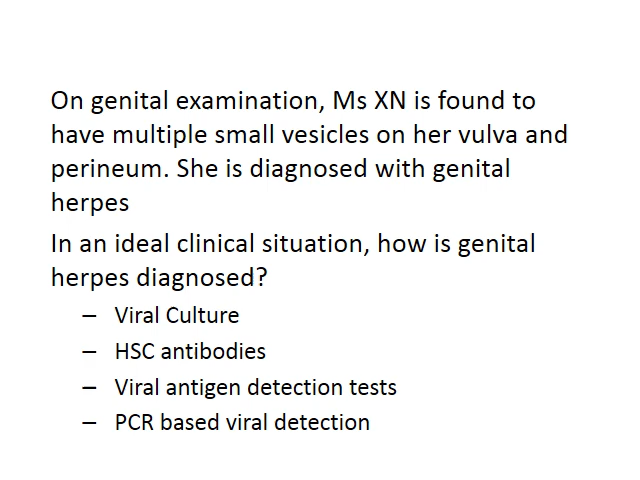 On genital examination, Ms XN is found to
have multiple small vesicles on her vulva and
perineum. She is diagnosed with genital
herpes
In an ideal clinical situation, how is genital
herpes diagnosed?
– Viral Culture
– HSC antibodies
– Viral antigen detection tests
– PCR based viral detection